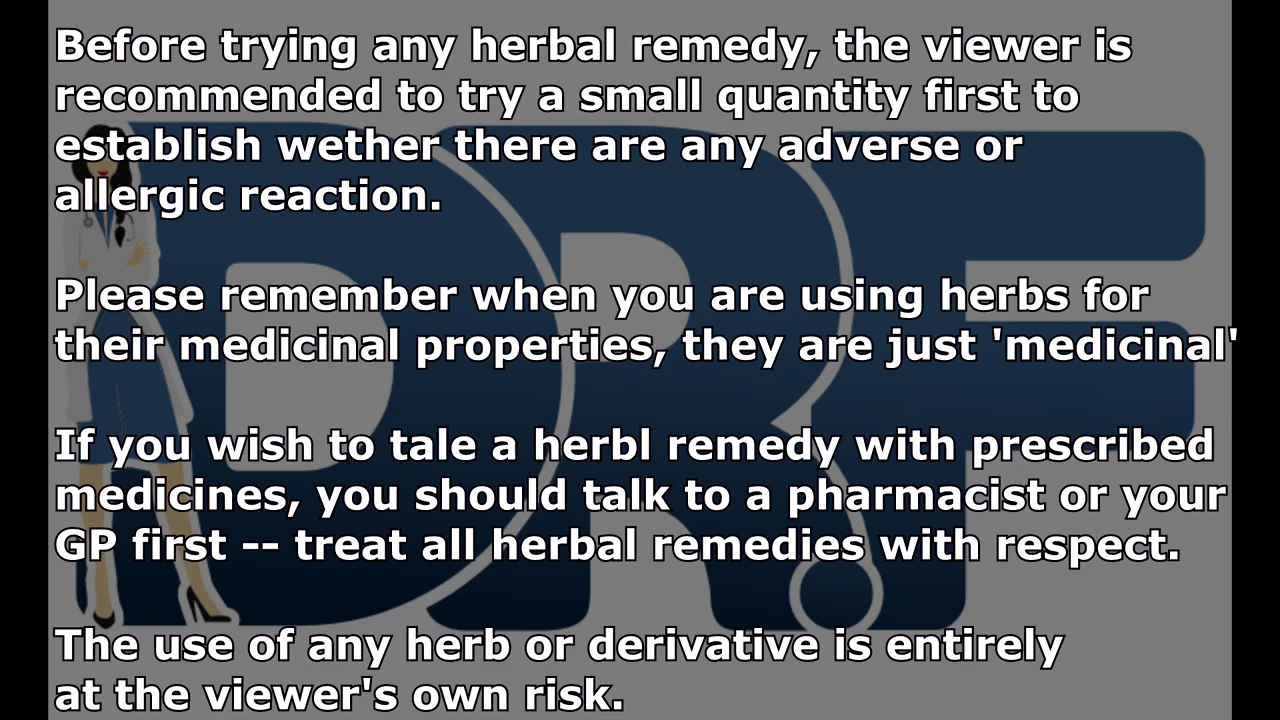 Before trying any herbal remedy, the viewer is
recommended to try a small quantity first to
establish wether there are any adverse or
allergic reaction.
Please remember when you are using herbs for
their medicinal properties, they are just 'medicinal'
If you wish to tale a herbl remedy with prescribed
medicines, you should talk to a pharmacist or your
GP first -- treat all herbal remedies with respect.
The use of any herb or derivative is entirely
at the viewer's own risk.
DRF